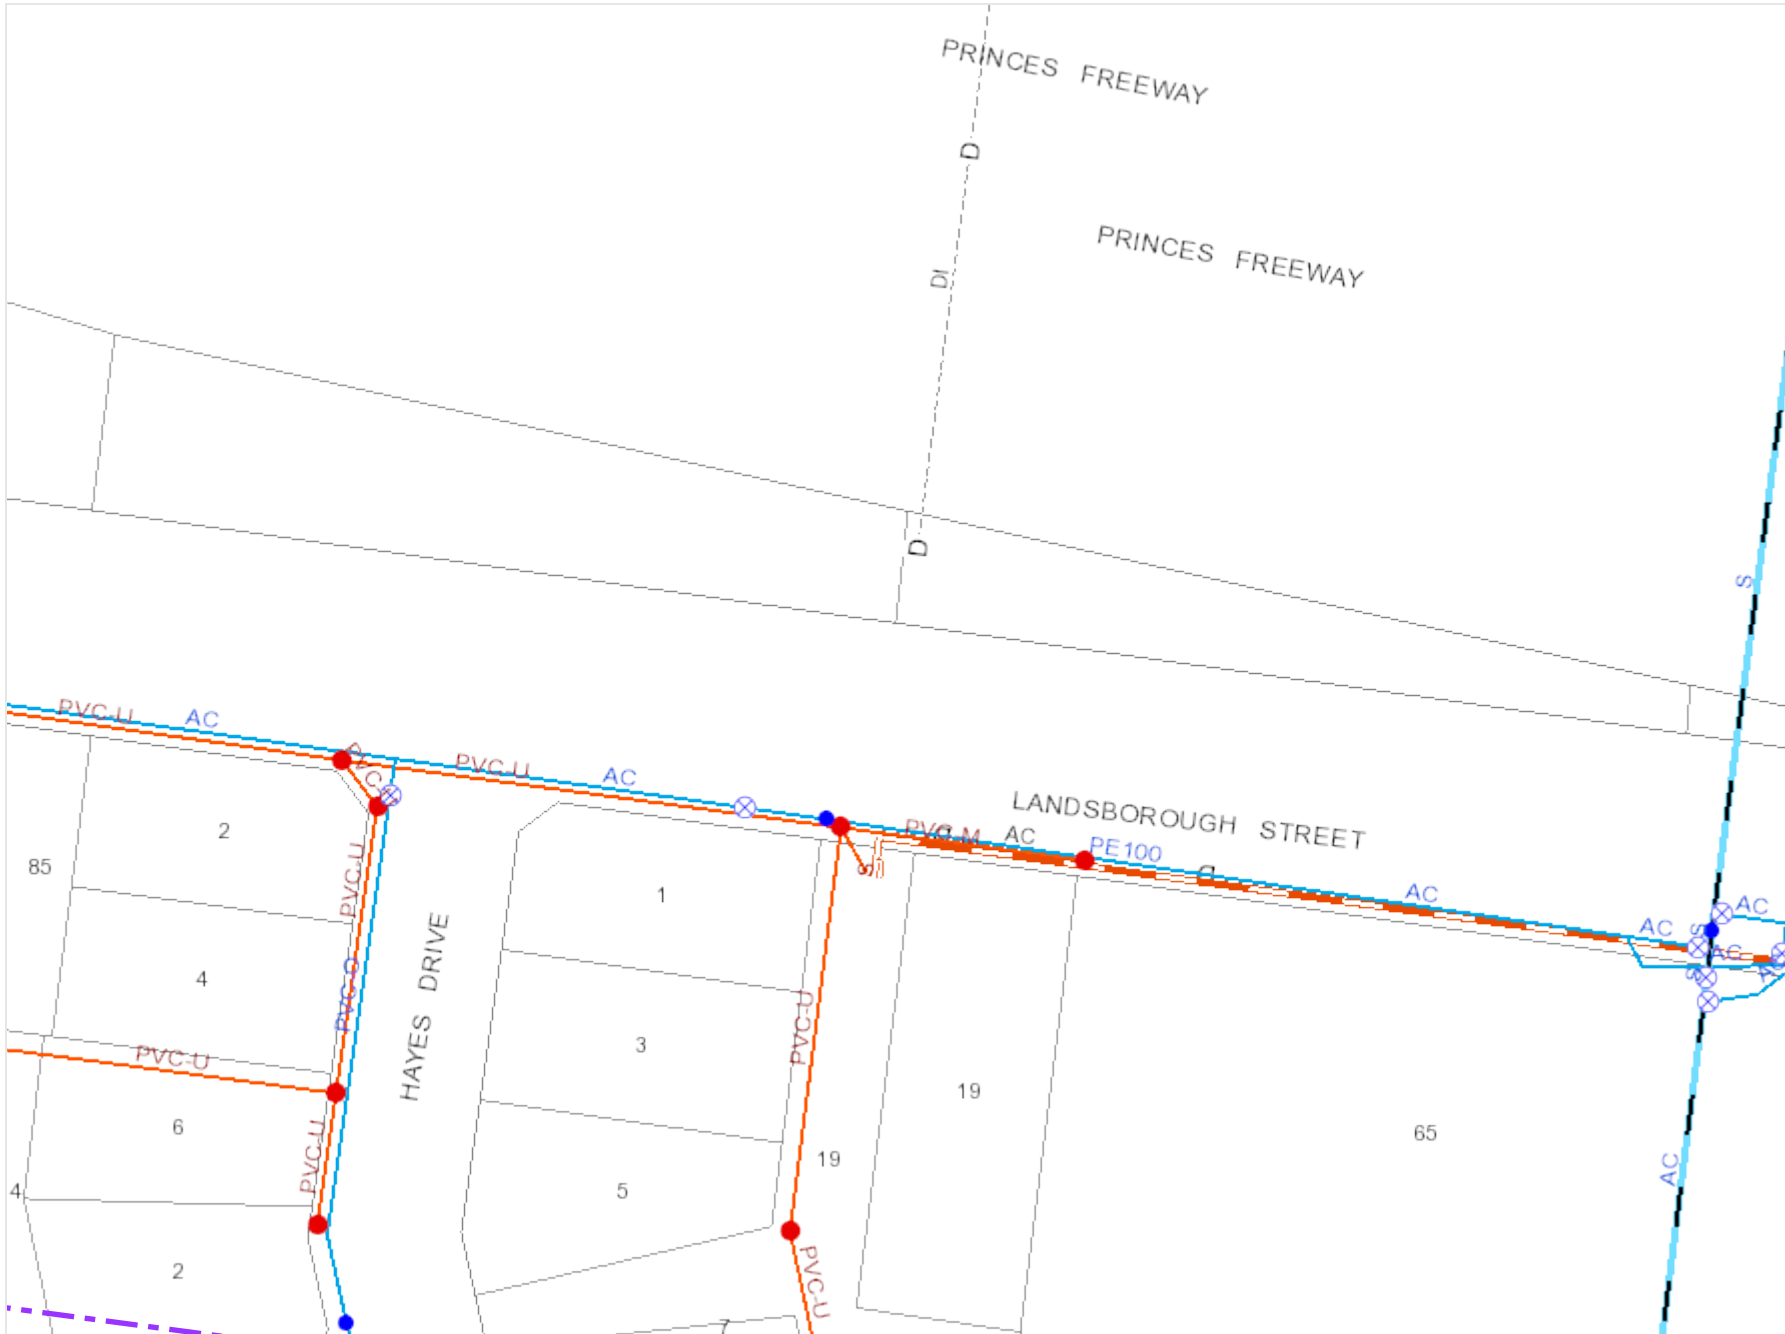 PRINCES FREEWAY
D
DI
PRINCES FREEWAY
D
S
PVC-U
AC
PVC-U
AC
LANDSBOROUGH STREET
PVC-M
AC
PE100
D
AC
AC
S
AC
AC
S
2
85
PVC-U
1
4
PVC-O
HAYES DRIVE
3
PVC-U
PVC-U
6
PVC-U
19
19
65
AC
4
5
2
PVC-U
7